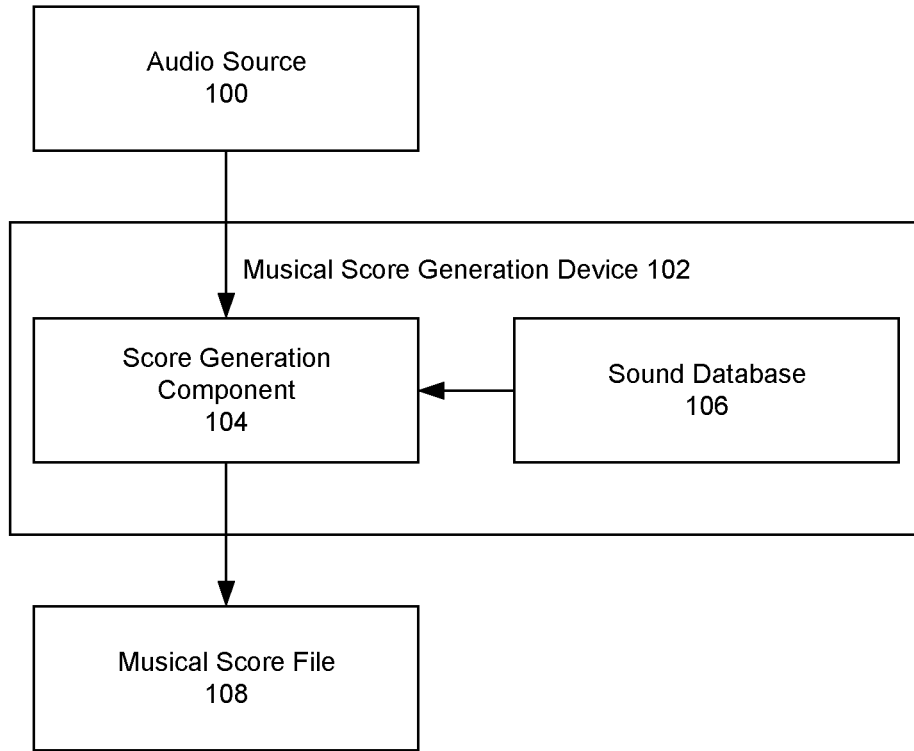 Audio Source
100
Musical Score Generation Device 102
Score Generation
Component
104
Sound Database
106
Musical Score File
108